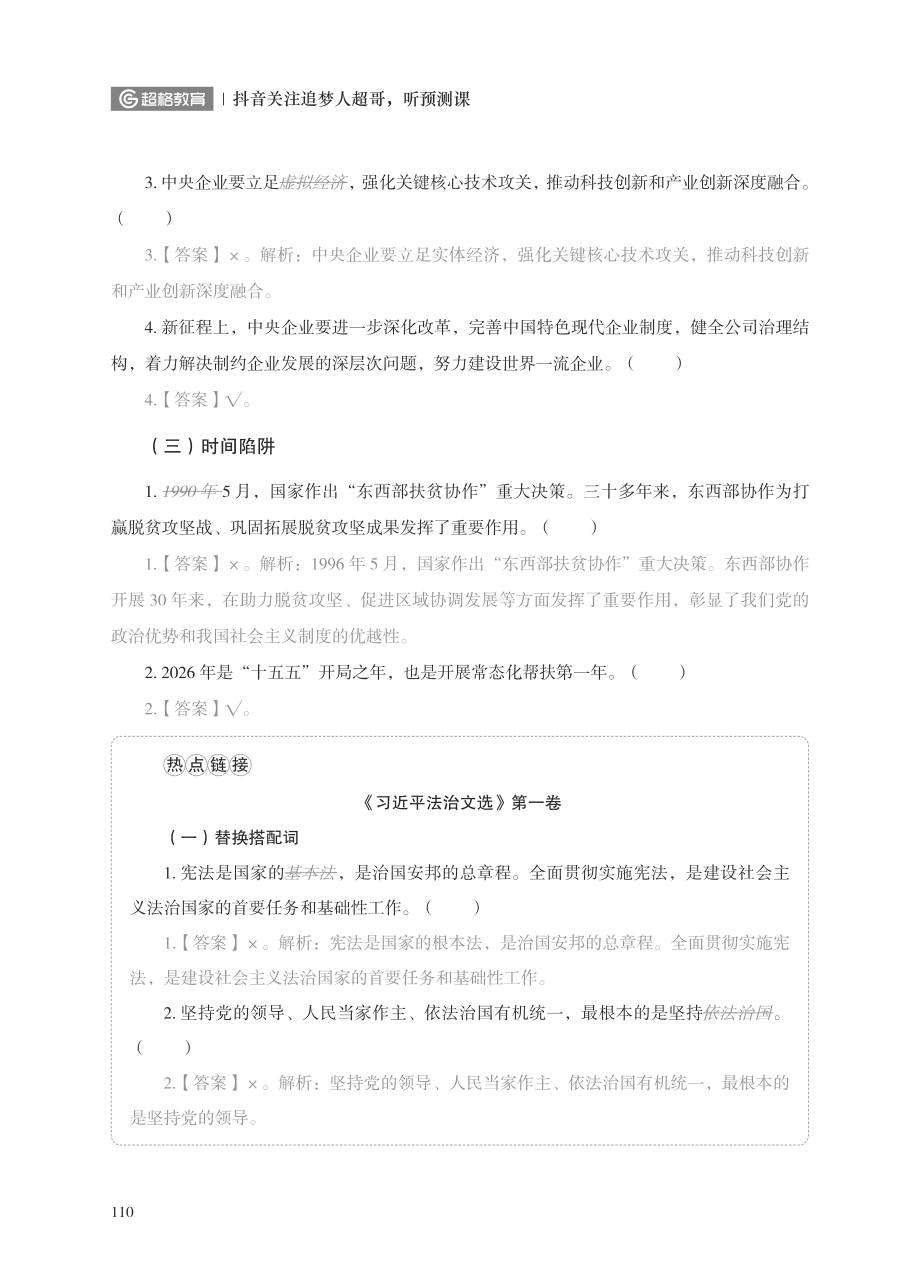 超格教育 | 抖音关注追梦人超哥，听预测课
3. 中央企业要立足虚拟经济，强化关键核心技术攻关，推动科技创新和产业创新深度融合。
（　　）
3.【答案】×。解析：中央企业要立足实体经济，强化关键核心技术攻关，推动科技创新
和产业创新深度融合。
4. 新征程上，中央企业要进一步深化改革，完善中国特色现代企业制度，健全公司治理结
构，着力解决制约企业发展的深层次问题，努力建设世界一流企业。（　　）
4.【答案】√。
（三）时间陷阱
1. 1990 年 5 月，国家作出“东西部扶贫协作”重大决策。三十多年来，东西部协作为打
赢脱贫攻坚战、巩固拓展脱贫攻坚成果发挥了重要作用。（　　）
1.【答案】×。解析：1996 年 5 月，国家作出“东西部扶贫协作”重大决策。东西部协作
开展 30 年来，在助力脱贫攻坚、促进区域协调发展等方面发挥了重要作用，彰显了我们党的
政治优势和我国社会主义制度的优越性。
2. 2026 年是“十五五”开局之年，也是开展常态化帮扶第一年。（　　）
2.【答案】√。
热点链接
《习近平法治文选》第一卷
（一）替换搭配词
1. 宪法是国家的基本法，是治国安邦的总章程。全面贯彻实施宪法，是建设社会主
义法治国家的首要任务和基础性工作。（　　）
1.【答案】×。解析：宪法是国家的根本法，是治国安邦的总章程。全面贯彻实施宪
法，是建设社会主义法治国家的首要任务和基础性工作。
2. 坚持党的领导、人民当家作主、依法治国有机统一，最根本的是坚持依法治国。
（　　）
2.【答案】×。解析：坚持党的领导、人民当家作主、依法治国有机统一，最根本的
是坚持党的领导。
110